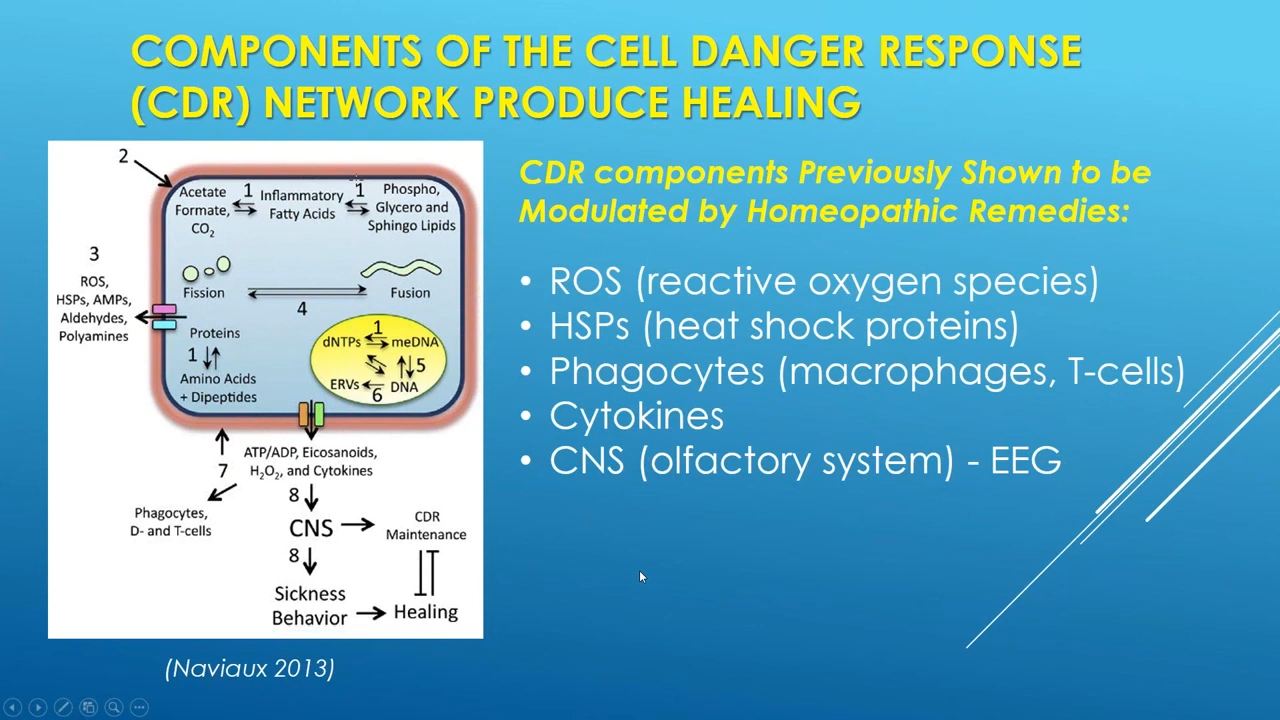 COMPONENTS OF THE CELL DANGER RESPONSE
(CDR) NETWORK PRODUCE HEALING
2
Acetate
Formate,
CO2
1
Inflammatory
Fatty Acids
1
Phospho,
Glycero and
Sphingo Lipids
3
ROS,
HSPs, AMPs,
Aldehydes,
Polyamines
Fission
4
Fusion
Proteins
1
Amino Acids
+ Dipeptides
dNTPs
1
meDNA
5
ERVs
6
DNA
7
ATP/ADP, Eicosanoids,
H2O2, and Cytokines
Phagocytes,
D- and T-cells
8
CNS
CDR
Maintenance
8
Sickness
Behavior
Healing
(Naviaux 2013)
CDR components Previously Shown to be
Modulated by Homeopathic Remedies:
• ROS (reactive oxygen species)
• HSPs (heat shock proteins)
• Phagocytes (macrophages, T-cells)
• Cytokines
• CNS (olfactory system) - EEG